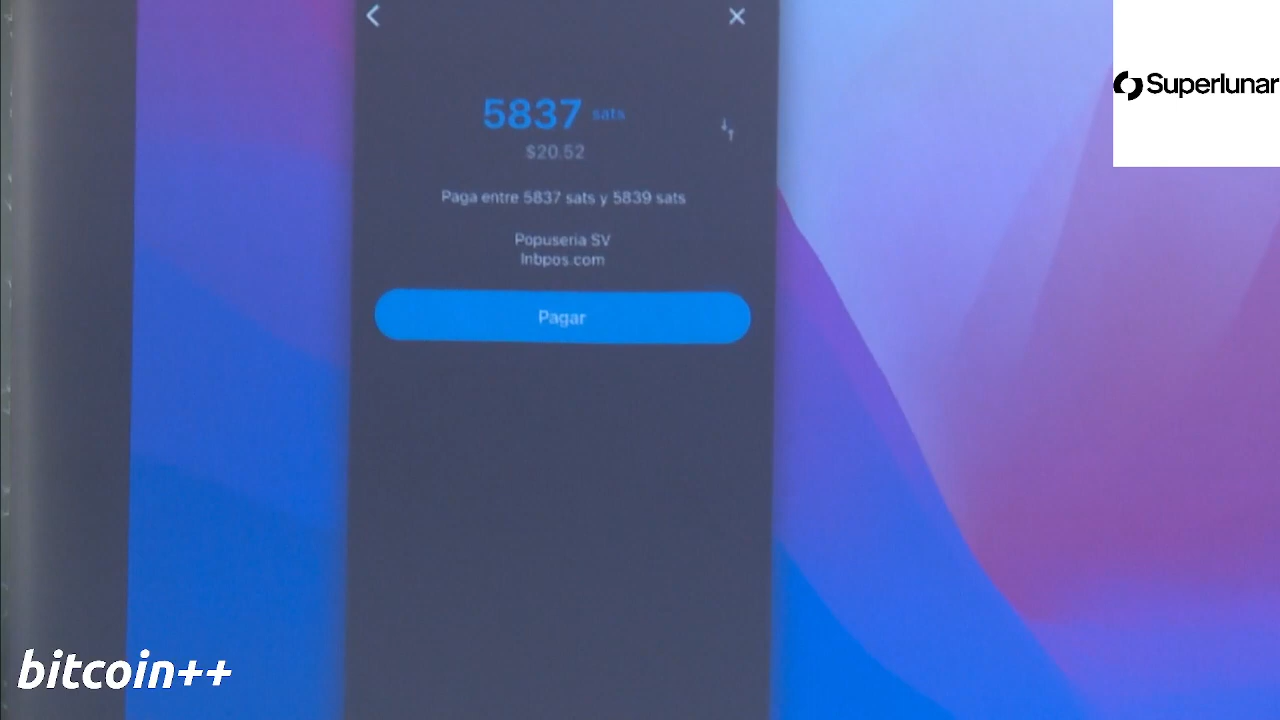 5837 sats
$20.52
Paga entre 5837 sats y 5839 sats
Popuseria SV
lnbpos.com
Pagar
Superlunar
bitcoin++